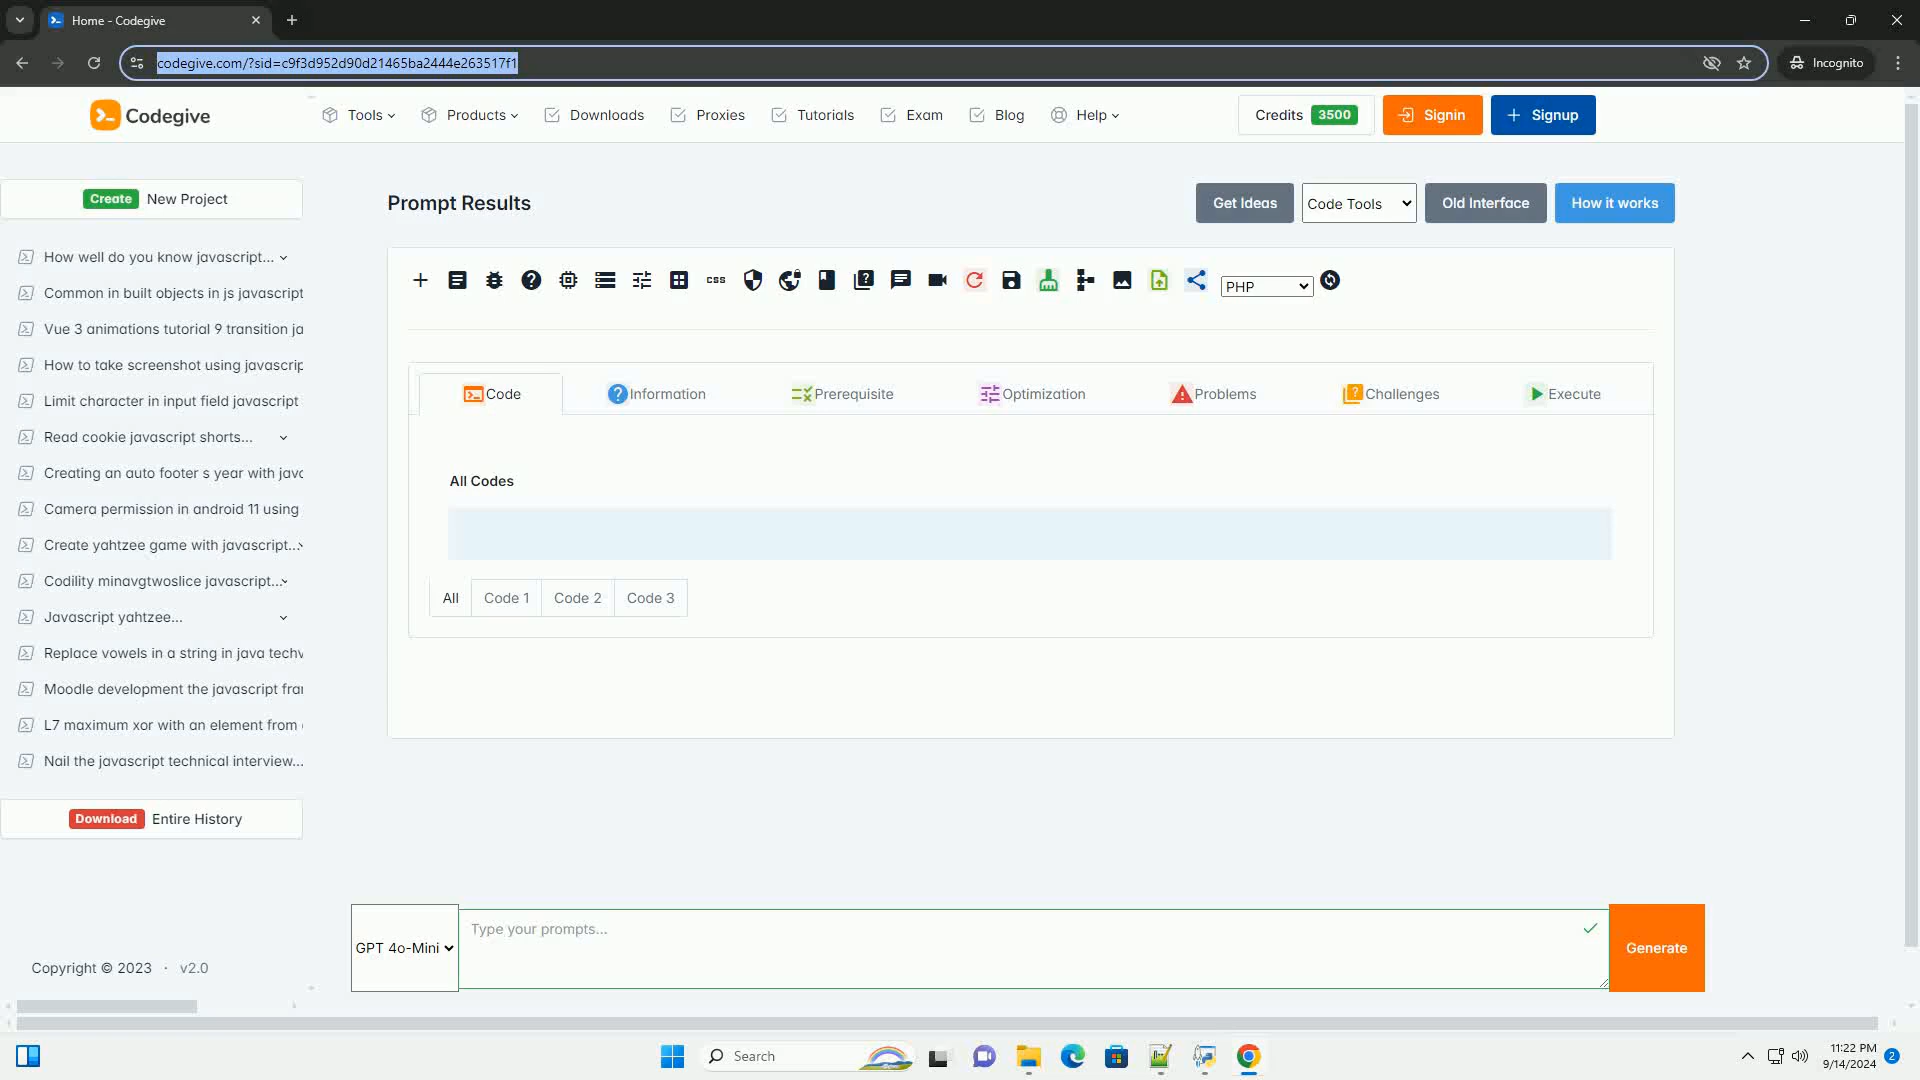 Home - Codegive
codegive.com/?sid=c9f3d952d90d21465ba2444e263517f1
Incognito
Codegive
Tools
Products
Downloads
Proxies
Tutorials
Exam
Blog
Help
Credits 3500
Signin
Signup
Create New Project
How well do you know javascript...
Common in built objects in js javascript
Vue 3 animations tutorial 9 transition ja
How to take screenshot using javascrip
Limit character in input field javascript
Read cookie javascript shorts...
Creating an auto footer s year with java
Camera permission in android 11 using
Create yahtzee game with javascript...
Codility minavgtwoslice javascript...
Javascript yahtzee...
Replace vowels in a string in java techv
Moodle development the javascript frar
L7 maximum xor with an element from
Nail the javascript technical interview...
Download Entire History
Copyright © 2023 · v2.0
Prompt Results
Get Ideas
Code Tools
Old Interface
How it works
CSS
PHP
Code
Information
Prerequisite
Optimization
Problems
Challenges
Execute
All Codes
All
Code 1
Code 2
Code 3
GPT 4o-Mini
Type your prompts...
Generate
Search
11:22 PM
9/14/2024
2